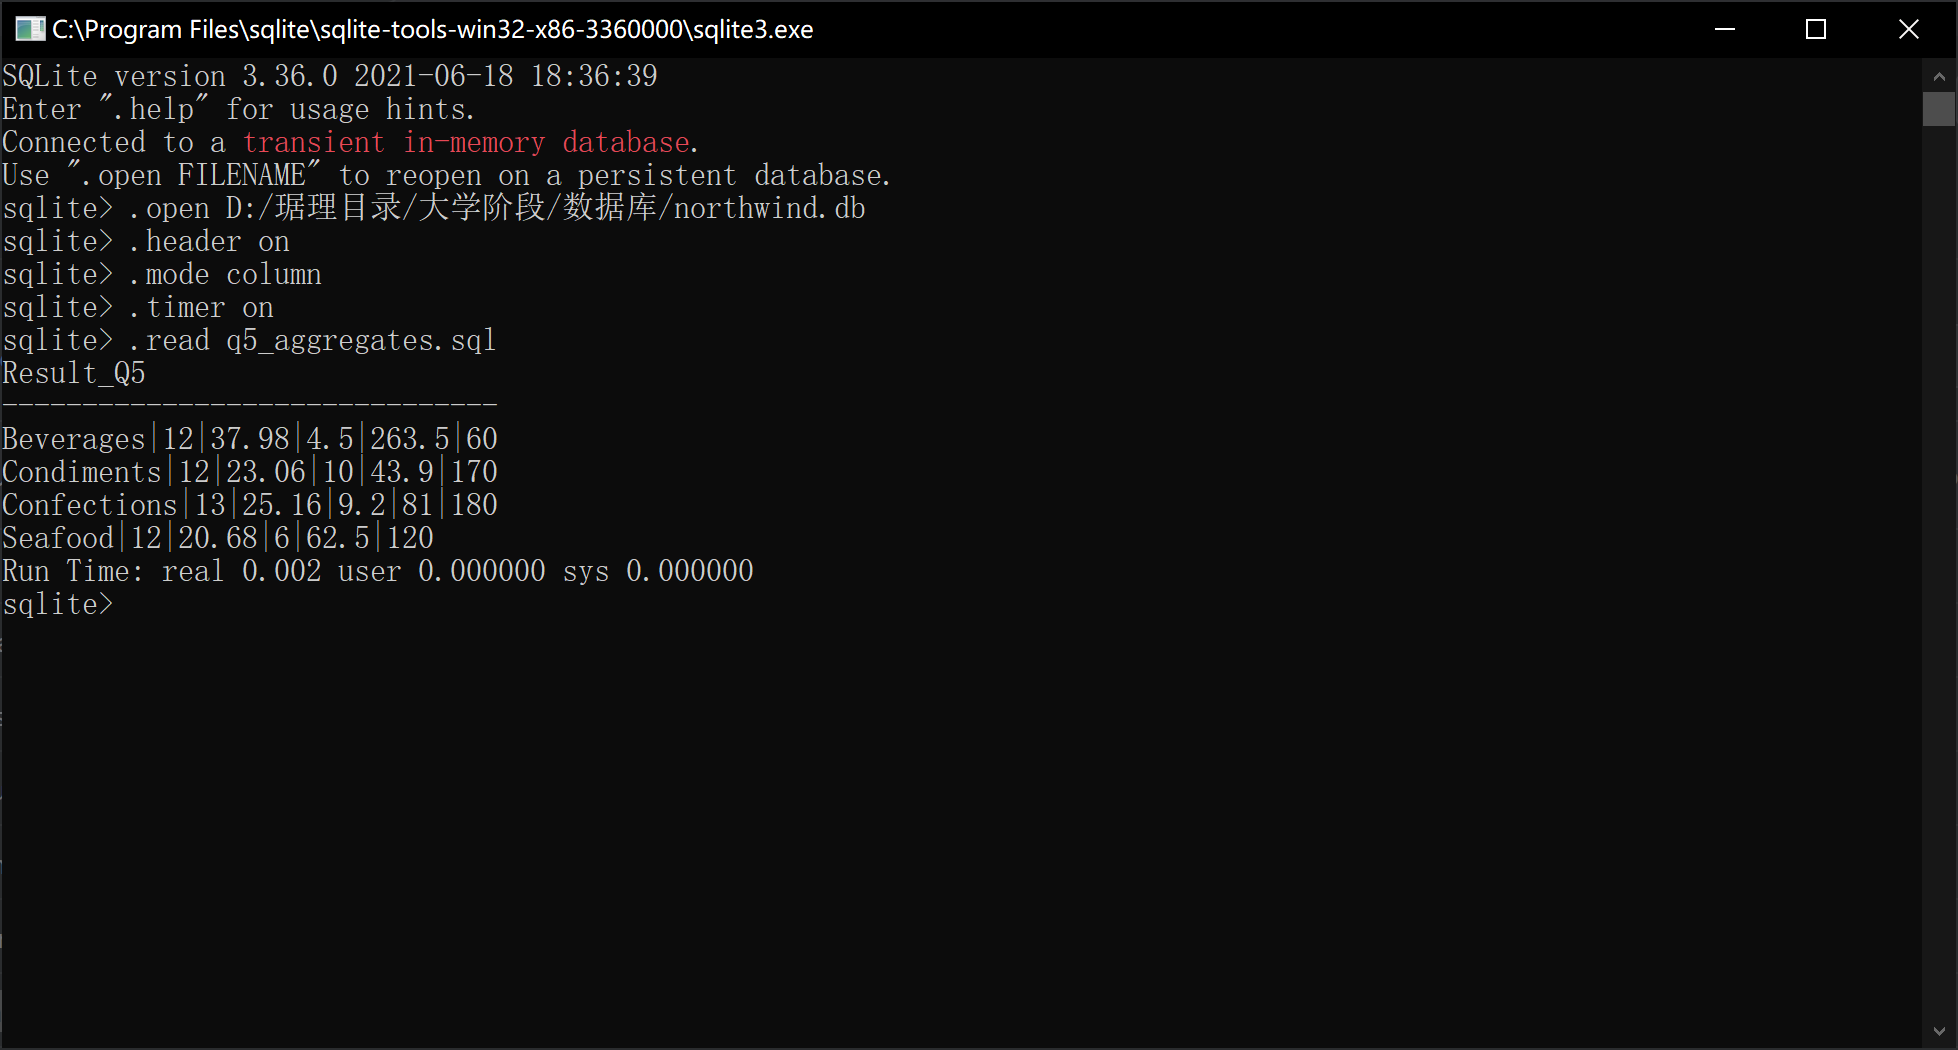 C:\Program Files\sqlite\sqlite-tools-win32-x86-3360000\sqlite3.exe
SQLite version 3.36.0 2021-06-18 18:36:39
Enter ".help" for usage hints.
Connected to a transient in-memory database.
Use ".open FILENAME" to reopen on a persistent database.
sqlite> .open D:/琚理目录/大学阶段/数据库/northwind.db
sqlite> .header on
sqlite> .mode column
sqlite> .timer on
sqlite> .read q5_aggregates.sql
Result_Q5
-------------------------------
Beverages|12|37.98|4.5|263.5|60
Condiments|12|23.06|10|43.9|170
Confections|13|25.16|9.2|81|180
Seafood|12|20.68|6|62.5|120
Run Time: real 0.002 user 0.000000 sys 0.000000
sqlite>